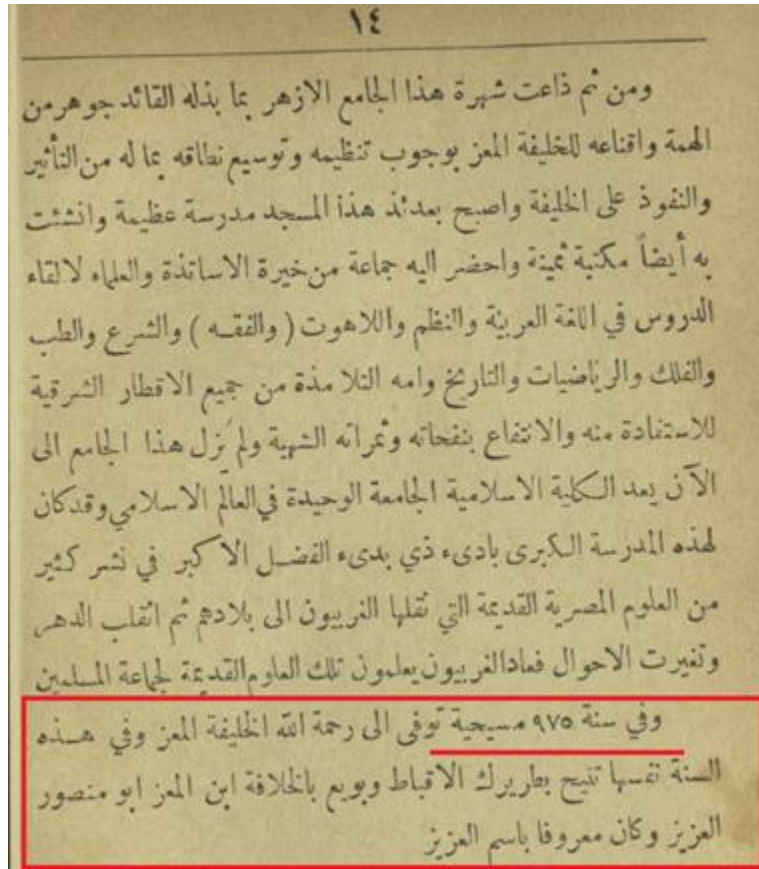 ١٤
ومن ثم ذاعت شهرة هذا الجامع الازهر بما بذله القائد جوهر من
الهمة واقناعه للخليفة المعز بوجوب تنظيمه وتوسيع نطاقه بما له من التأثير
والنفوذ على الخليفة واصبح بعدئذ هذا المسجد مدرسة عظيمة وانشئت
به أيضاً مكتبة ثمينة واحضر اليه جماعة من خيرة الاساتذة والعلماء لالقاء
الدروس في اللغة العربية والنظم واللاهوت ( والفقه ) والشرع والطب
والفلك والرياضيات والتاريخ وامه التلامذة من جميع الاقطار الشرقية
للاستفادة منه والانتفاع بنفحاته وثمراته الشهية ولم يزل هذا الجامع الى
الآن يعد الكلية الاسلامية الجامعة الوحيدة في العالم الاسلامي وقد كان
لهذه المدرسة الكبرى بادىء ذي بدىء الفضل الاكبر في نشر كثير
من العلوم المصرية القديمة التي نقلها الغربيون الى بلادهم ثم انقلب الدهر
وتغيرت الاحوال فعاد الغربيون يعلمون تلك العلوم القديمة لجماعة المسلمين
وفي سنة ٩٧٥ مسيحية توفى الى رحمة الله الخليفة المعز وفي هذه
السنة نفسها تنيح بطريرك الاقباط وبويع بالخلافة ابن المعز ابو منصور
العزيز وكان معروفا باسم العزيز